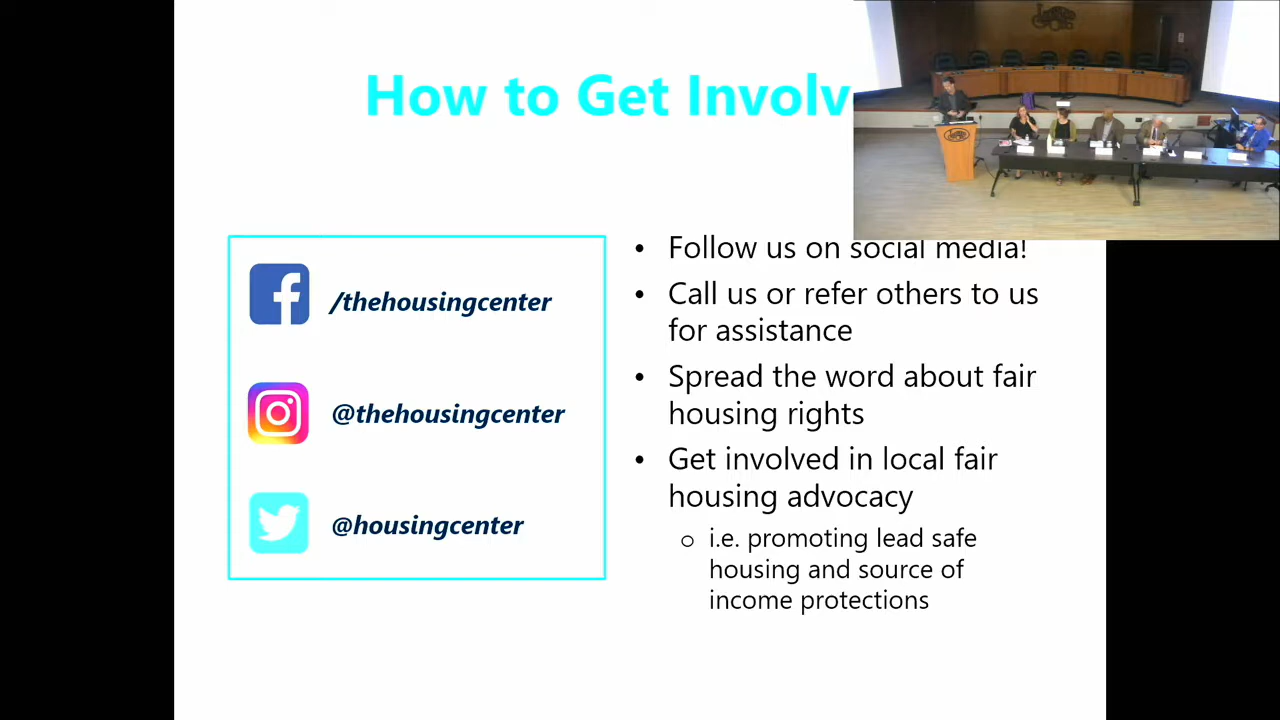 How to Get Involv
/thehousingcenter
@thehousingcenter
@housingcenter
• Follow us on social media!
• Call us or refer others to us
for assistance
• Spread the word about fair
housing rights
• Get involved in local fair
housing advocacy
o i.e. promoting lead safe
housing and source of
income protections